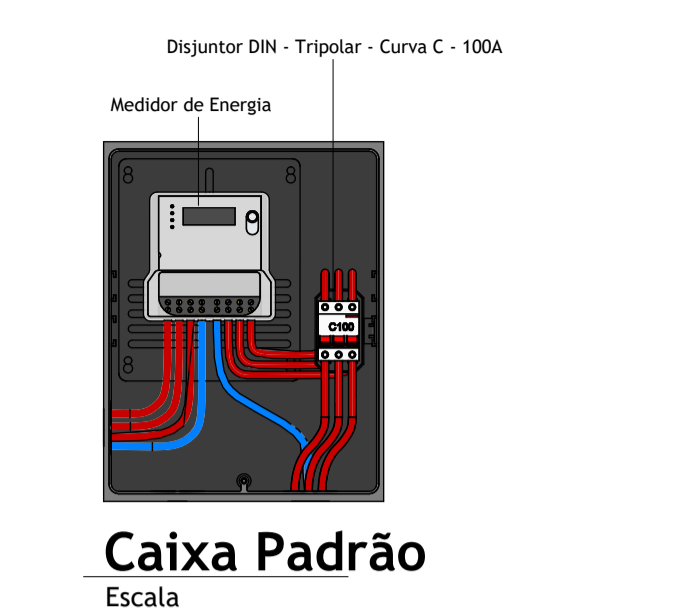 Disjuntor DIN - Tripolar - Curva C - 100A
Medidor de Energia
C100
Caixa Padrão
Escala